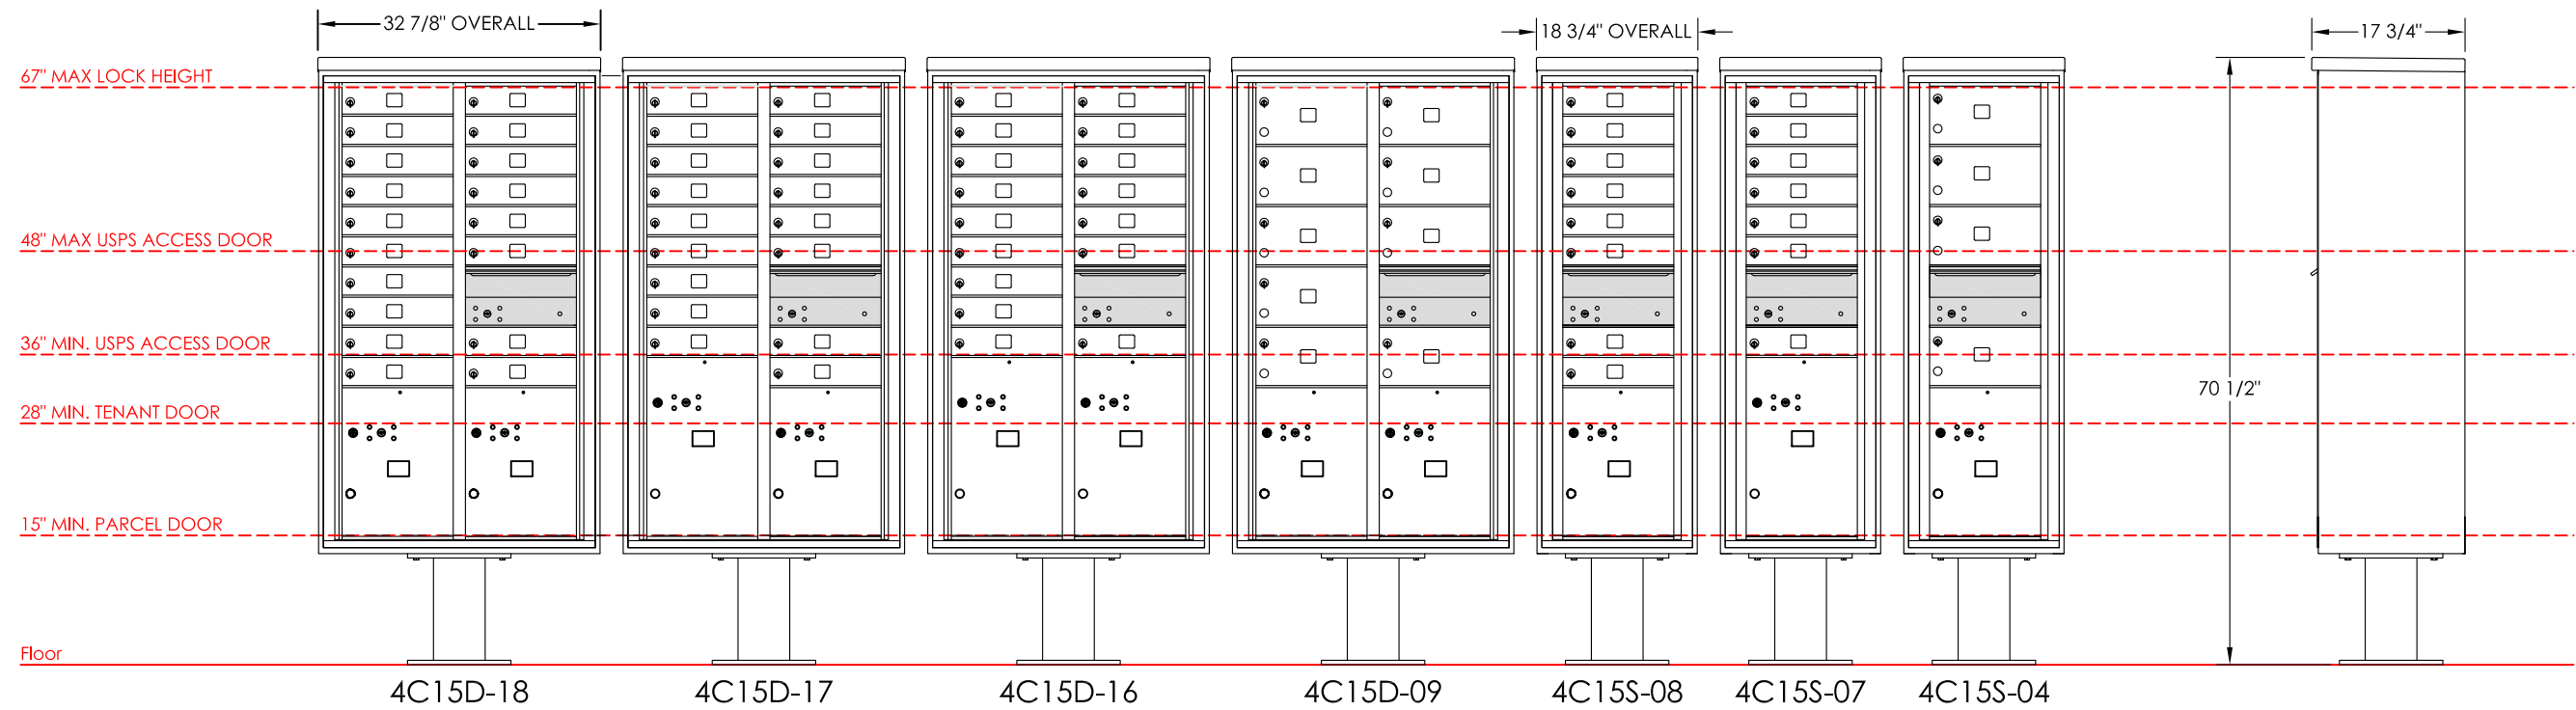 32 7/8" OVERALL
18 3/4" OVERALL
17 3/4"
67" MAX LOCK HEIGHT
48" MAX USPS ACCESS DOOR
36" MIN. USPS ACCESS DOOR
70 1/2"
28" MIN. TENANT DOOR
15" MIN. PARCEL DOOR
Floor
4C15D-18
4C15D-17
4C15D-16
4C15D-09
4C15S-08
4C15S-07
4C15S-04